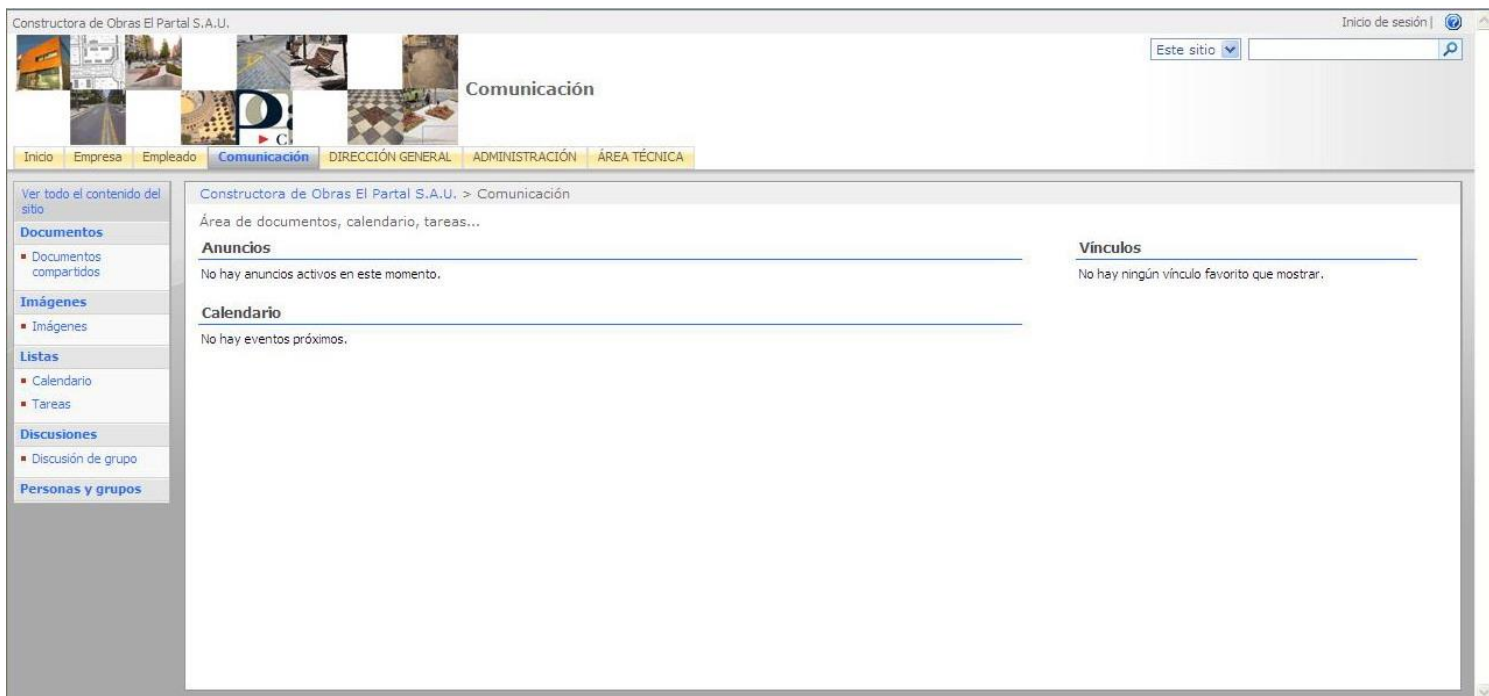 Constructora de Obras El Partal S.A.U.
Inicio de sesión |
Este sitio
Comunicación
Inicio
Empresa
Empleado
Comunicación
DIRECCIÓN GENERAL
ADMINISTRACIÓN
ÁREA TÉCNICA
Ver todo el contenido del
sitio
Documentos
Documentos
compartidos
Imágenes
Imágenes
Listas
Calendario
Tareas
Discusiones
Discusión de grupo
Personas y grupos
Constructora de Obras El Partal S.A.U. > Comunicación
Área de documentos, calendario, tareas...
Anuncios
No hay anuncios activos en este momento.
Calendario
No hay eventos próximos.
Vínculos
No hay ningún vínculo favorito que mostrar.